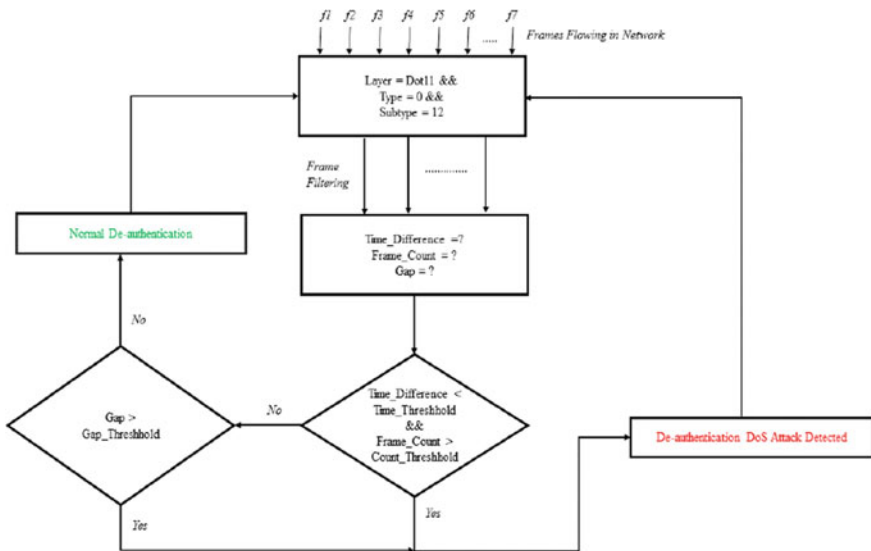 f1 f2 f3 f4 f5 f6 ..... f7
Frames Flowing in Network
Layer = Dot11 &&
Type = 0 &&
Subtype = 12
Frame
Filtering
..............
Normal De-authentication
Time_Difference =?
Frame_Count = ?
Gap = ?
No
Gap >
Gap_Threshhold
No
Time_Difference <
Time_Threshhold
&&
Frame_Count >
Count_Threshhold
De-authentication DoS Attack Detected
Yes
Yes